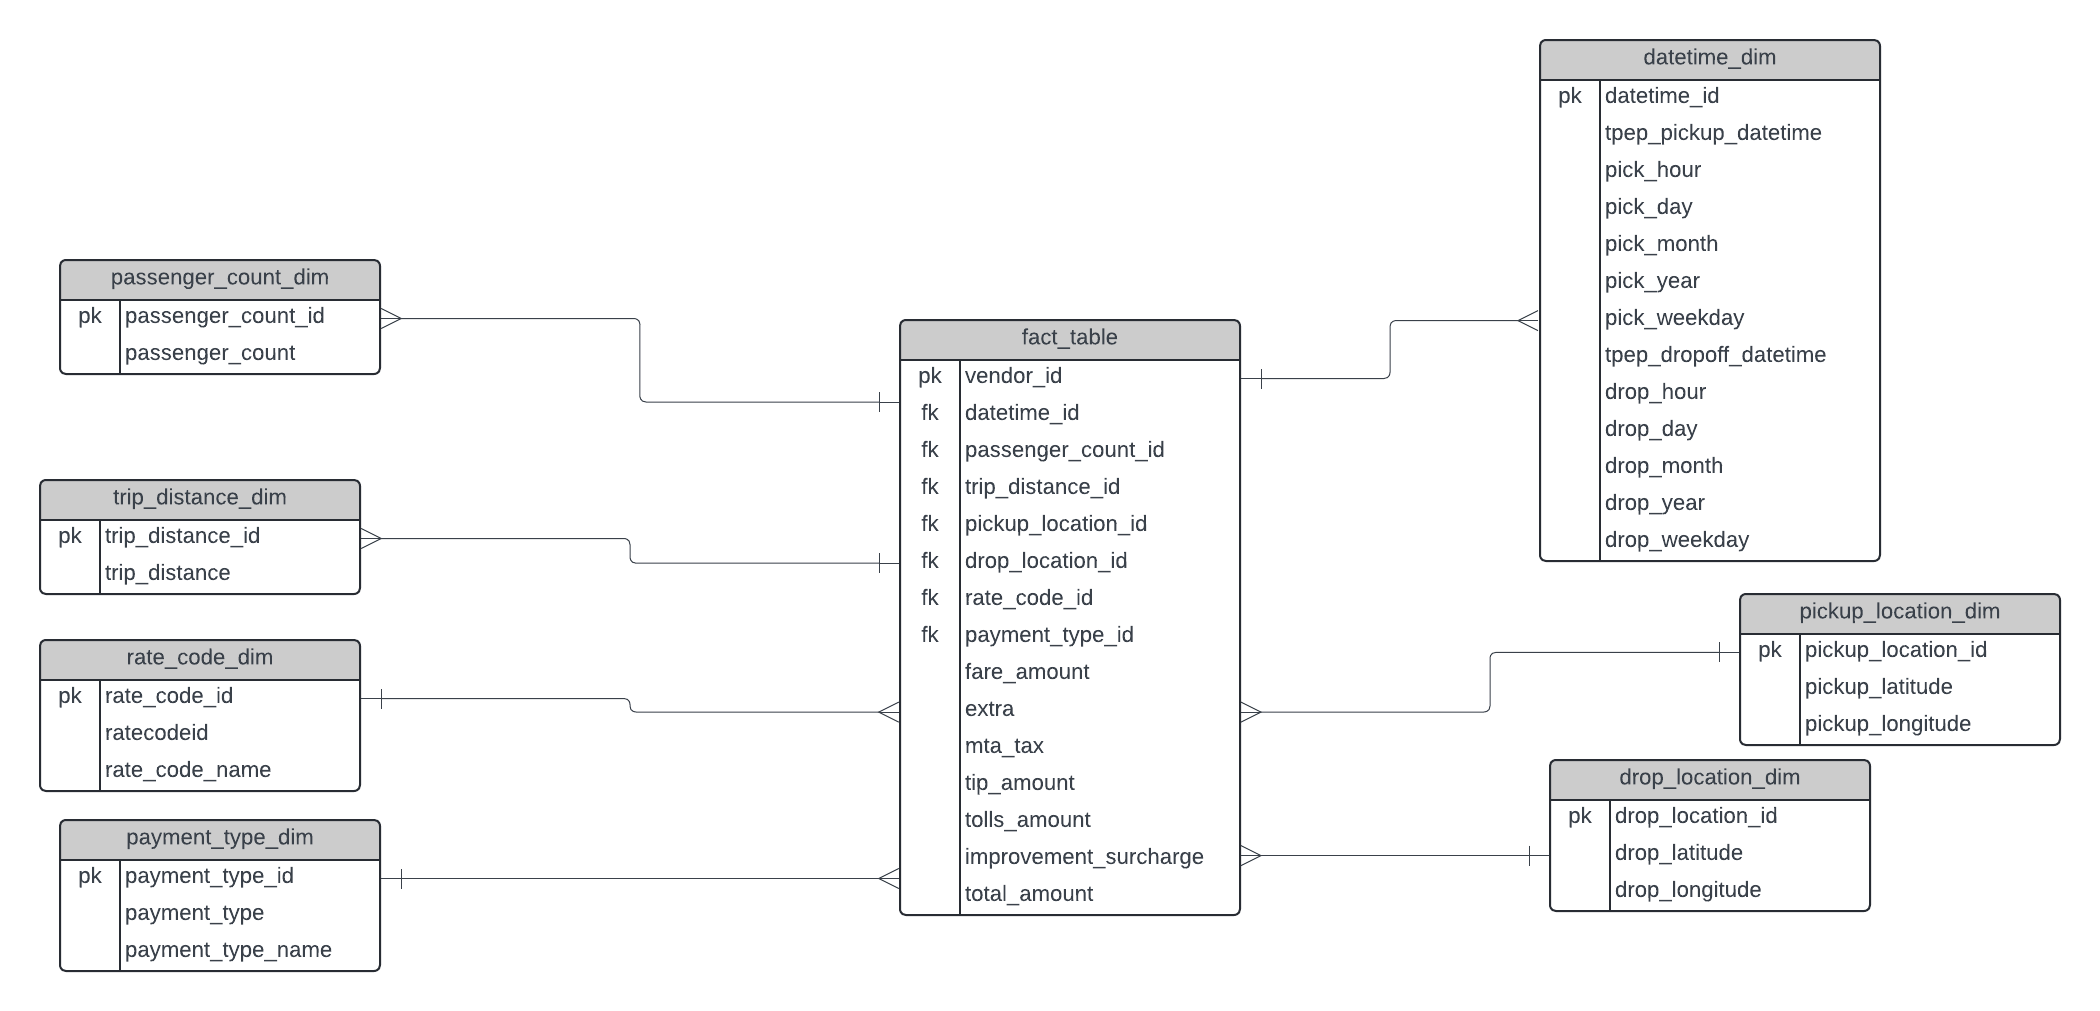 datetime_dim
pk datetime_id
tpep_pickup_datetime
pick_hour
pick_day
pick_month
pick_year
pick_weekday
tpep_dropoff_datetime
drop_hour
drop_day
drop_month
drop_year
drop_weekday
passenger_count_dim
pk passenger_count_id
passenger_count
fact_table
pk vendor_id
fk datetime_id
fk passenger_count_id
fk trip_distance_id
fk pickup_location_id
fk drop_location_id
fk rate_code_id
fk payment_type_id
fare_amount
extra
mta_tax
tip_amount
tolls_amount
improvement_surcharge
total_amount
trip_distance_dim
pk trip_distance_id
trip_distance
rate_code_dim
pk rate_code_id
ratecodeid
rate_code_name
payment_type_dim
pk payment_type_id
payment_type
payment_type_name
pickup_location_dim
pk pickup_location_id
pickup_latitude
pickup_longitude
drop_location_dim
pk drop_location_id
drop_latitude
drop_longitude